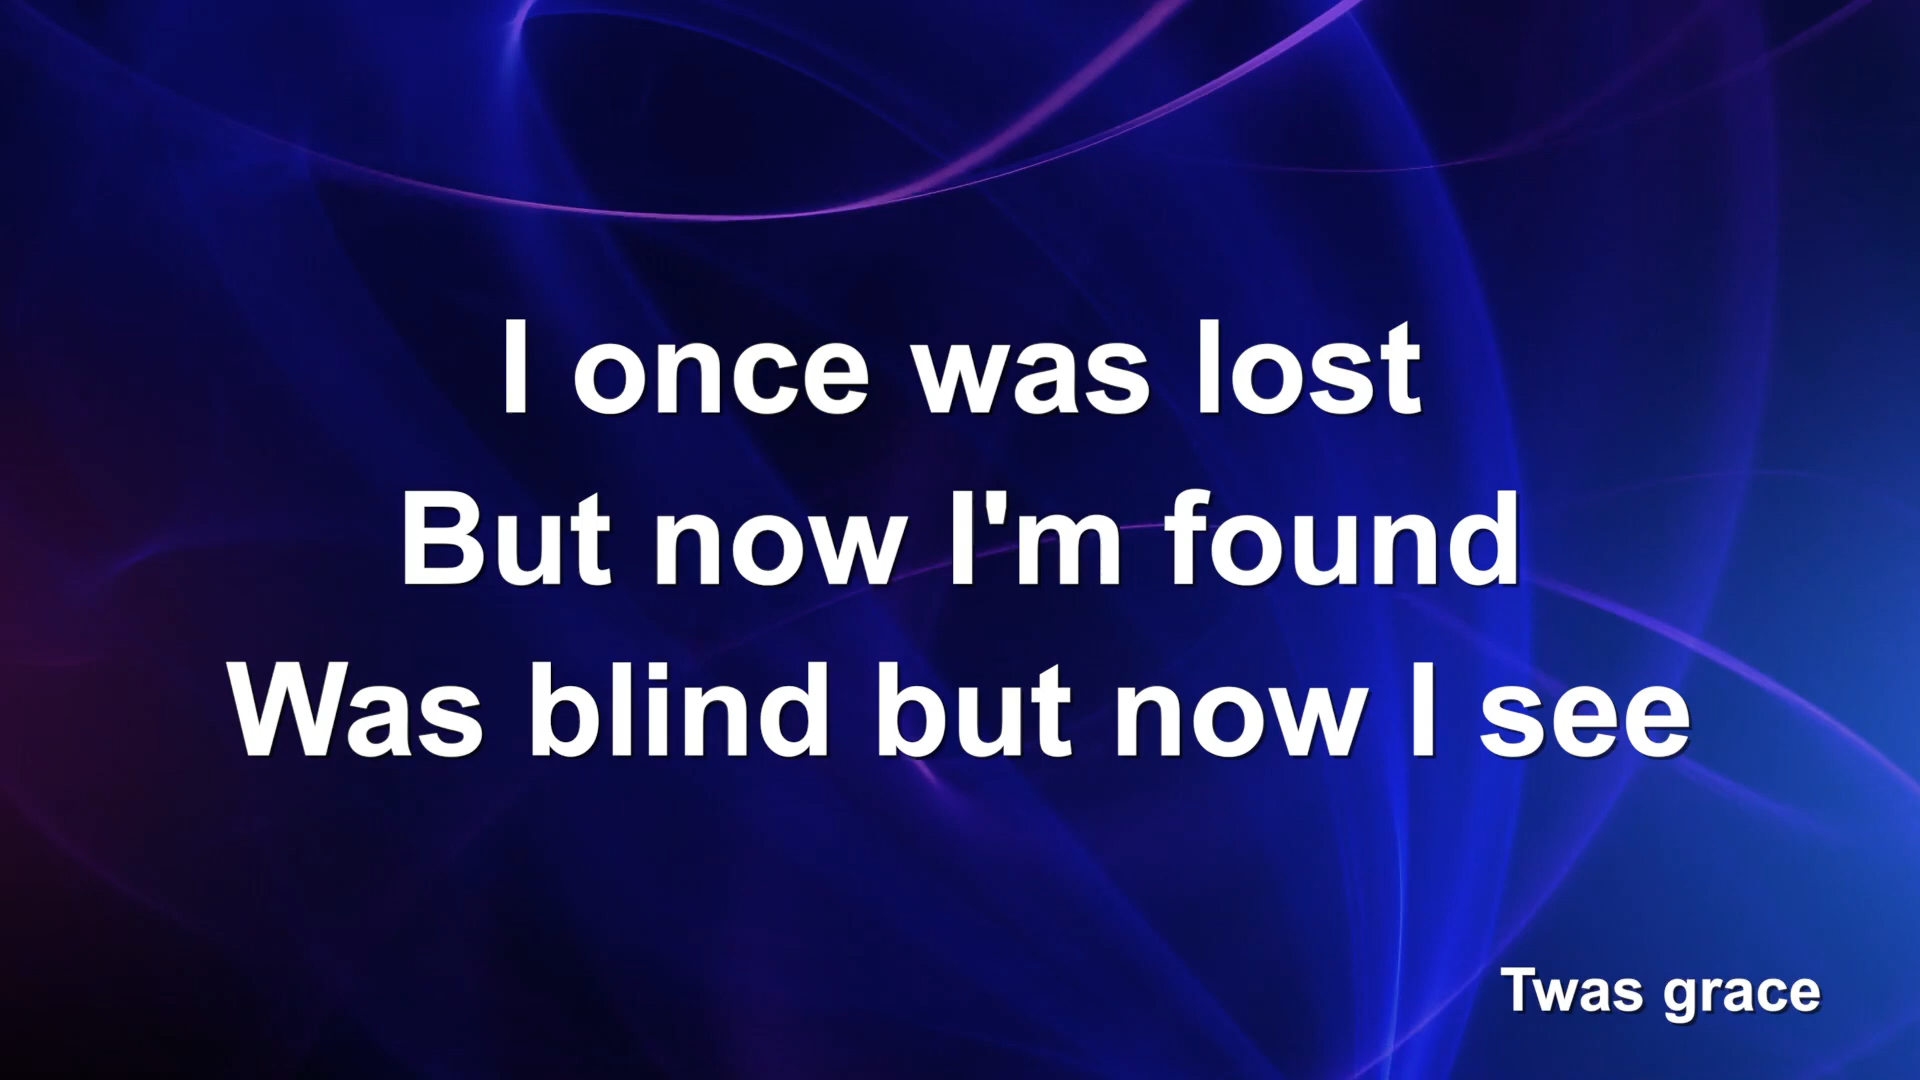 I once was lost
But now I'm found
Was blind but now I see
Twas grace